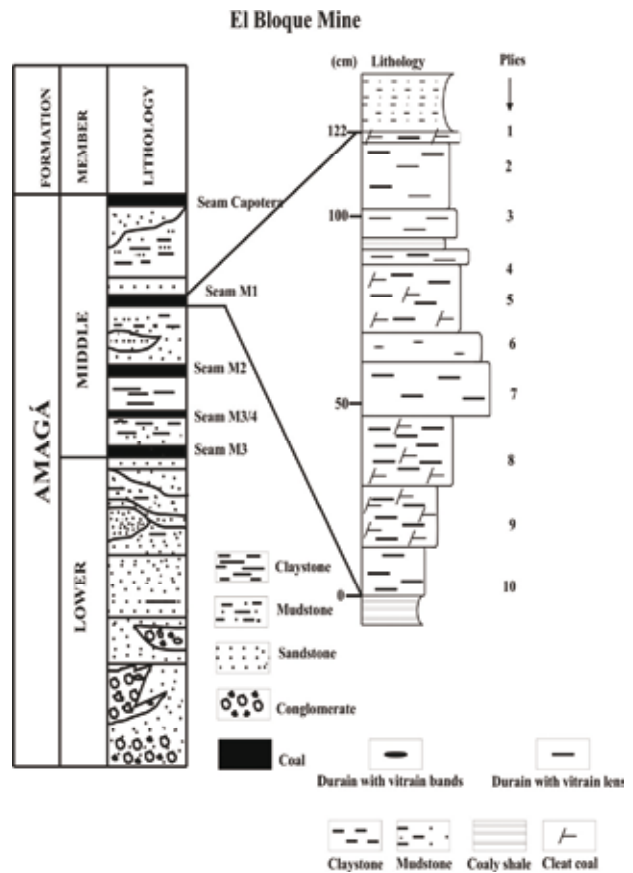 El Bloque Mine
(cm)
Lithology
Plies
FORMATION
MEMBER
LITHOLOGY
AMAGÁ
MIDDLE
LOWER
Seam Capotera
Seam M1
Seam M2
Seam M3/4
Seam M3
122
100
50
0
1
2
3
4
5
6
7
8
9
10
Claystone
Mudstone
Sandstone
Conglomerate
Coal
Durain with vitrain bands
Durain with vitrain lens
Claystone
Mudstone
Coaly shale
Cleat coal